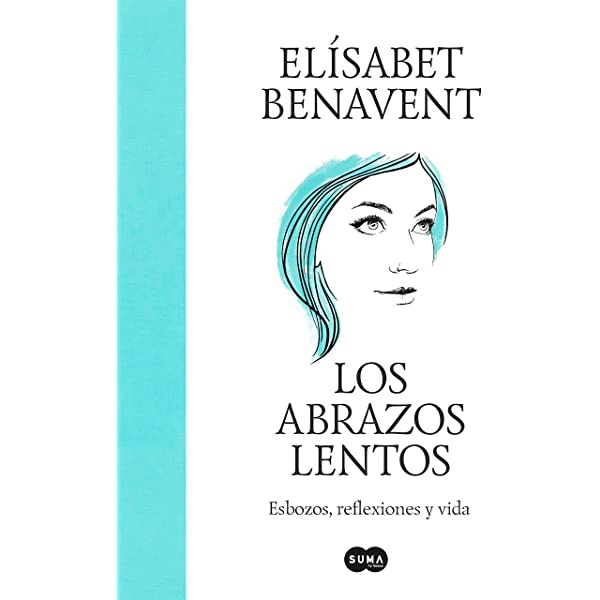 ELÍSABET
BENAVENT
LOS
ABRAZOS
LENTOS
Esbozos, reflexiones y vida
SUMA